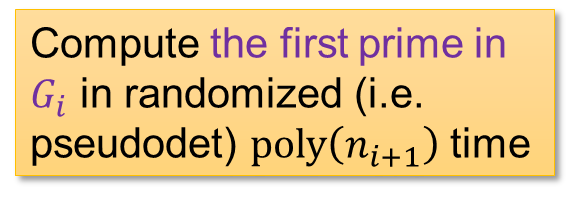 Compute the first prime in
G_i in randomized (i.e.
pseudodet) poly(n_{i+1}) time